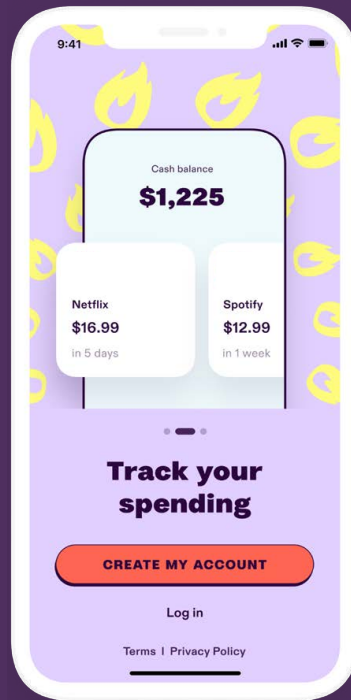 9:41
Cash balance
$1,225
Netflix
$16.99
in 5 days
Spotify
$12.99
in 1 week
Track your
spending
CREATE MY ACCOUNT
Log in
Terms | Privacy Policy